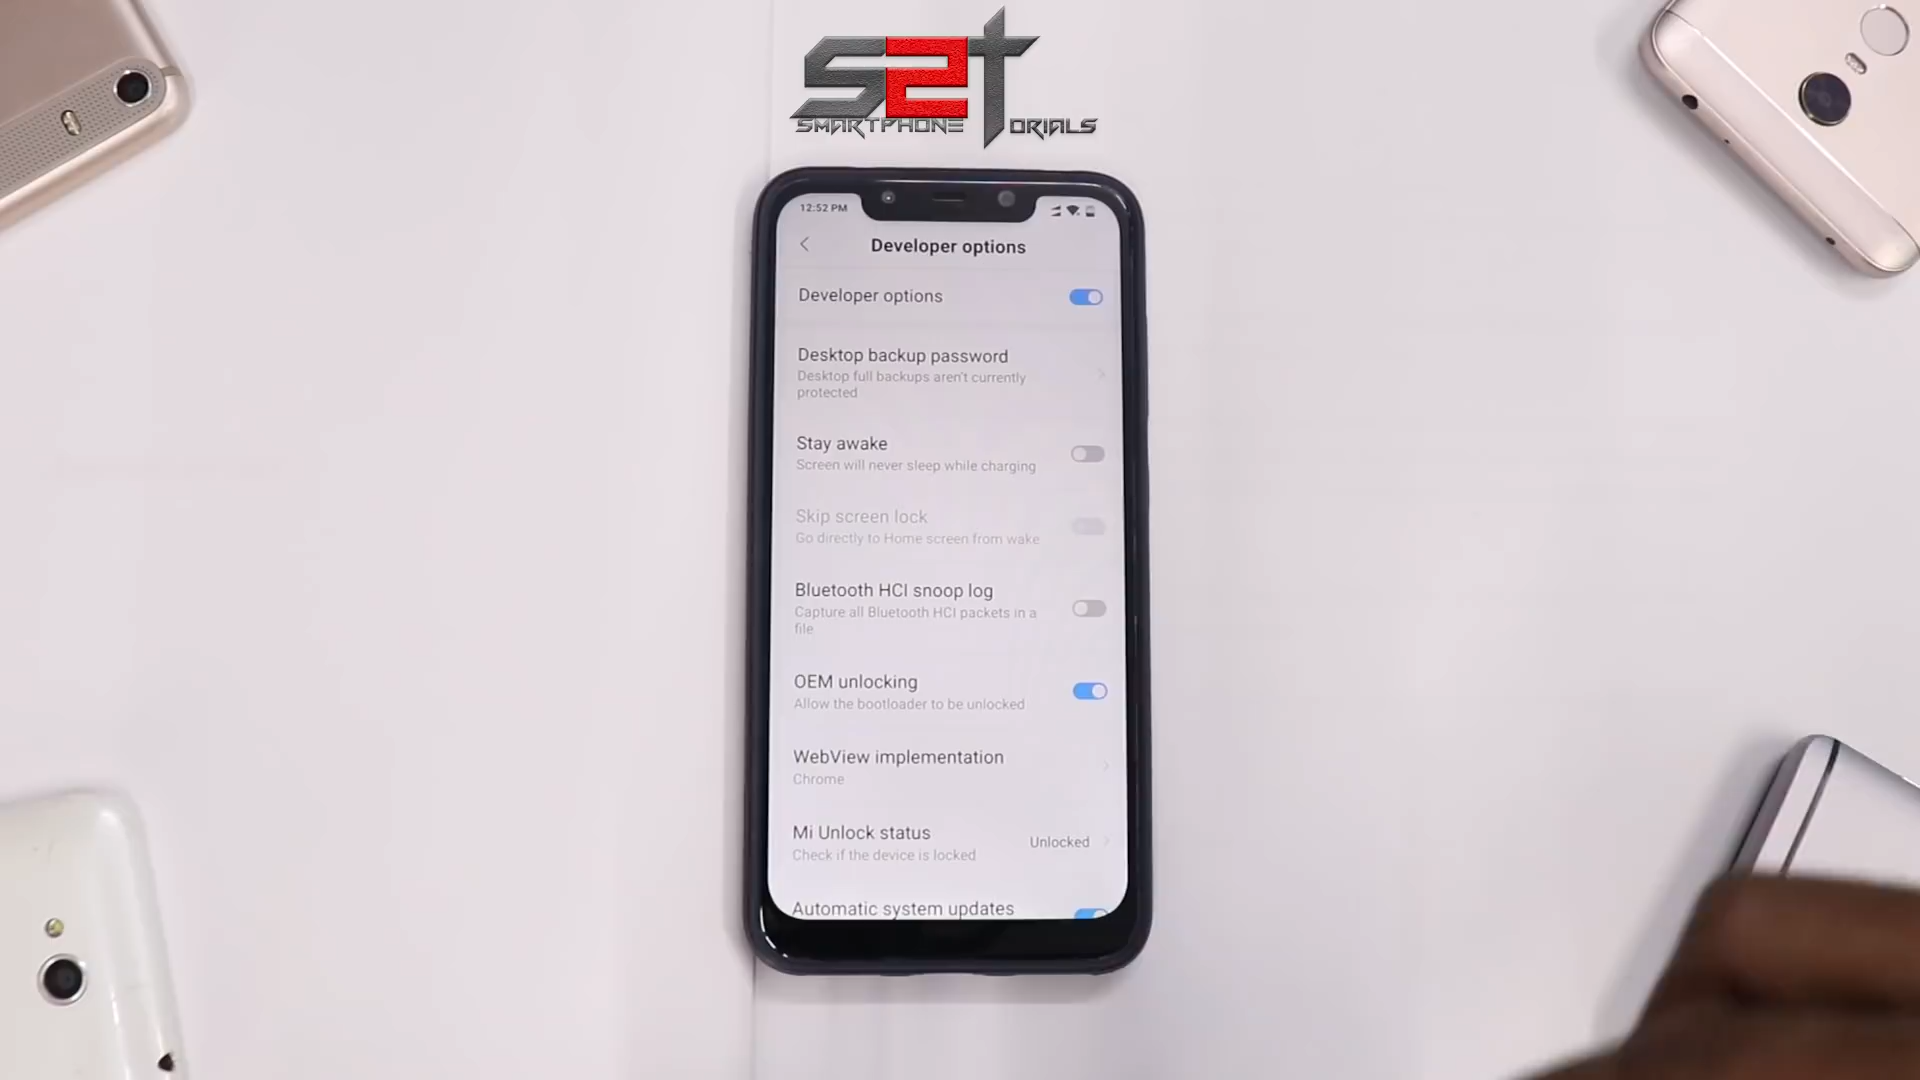 S2T
SMARTPHONE TORIALS
12:52 PM
Developer options
Developer options
Desktop backup password
Desktop full backups aren't currently
protected
Stay awake
Screen will never sleep while charging
Skip screen lock
Go directly to Home screen from wake
Bluetooth HCI snoop log
Capture all Bluetooth HCI packets in a
file
OEM unlocking
Allow the bootloader to be unlocked
WebView implementation
Chrome
Mi Unlock status
Unlocked
Check if the device is locked
Automatic system updates